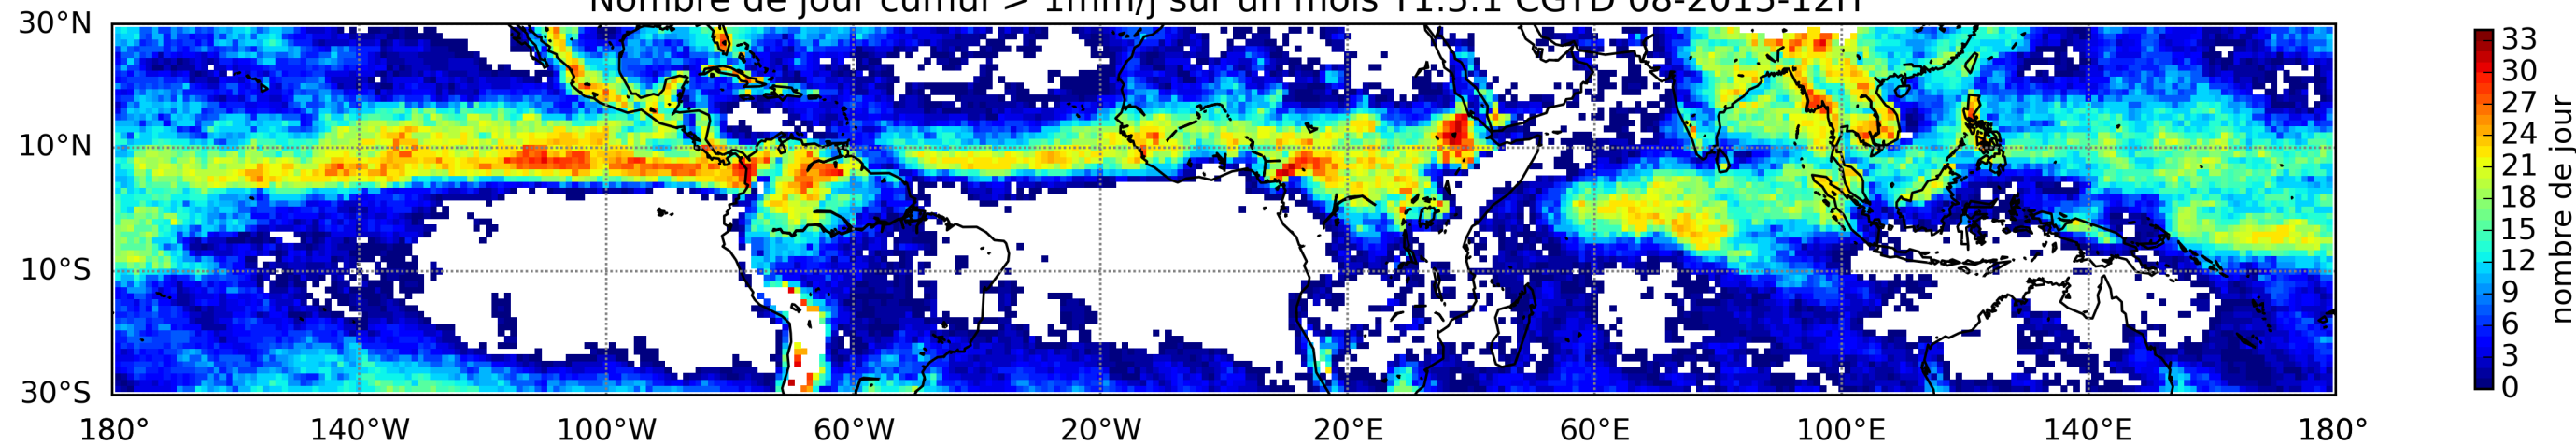 Nombre de jour cumul > 1mm/j sur un mois T1.5.1 CGTD 08-2015-12H
30°N
10°N
10°S
30°S
180° 140°W 100°W 60°W 20°W 20°E 60°E 100°E 140°E 180°
33
30
27
24
21
18
15
12
9
6
3
0
nombre de jour